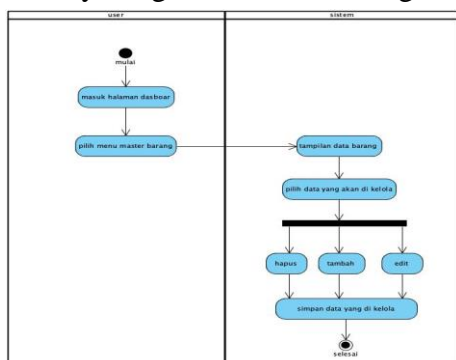 user
sistem
mulai
masuk halaman dasboar
pilih menu master barang
tampilan data barang
pilih data yang akan di kelola
hapus
tambah
edit
simpan data yang di kelola
selesai